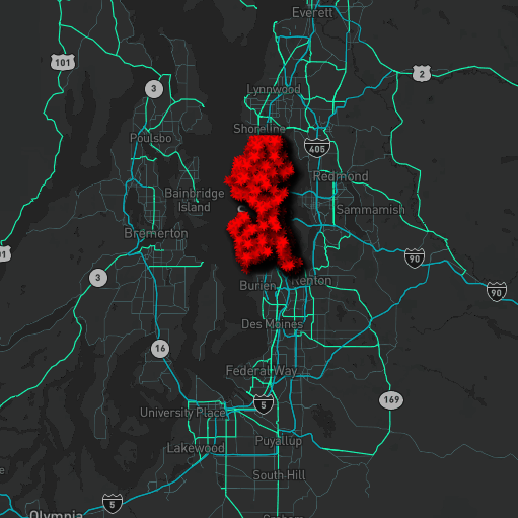 Everett
101
2
3
Lynnwood
Shoreline
Poulsbo
405
Redmond
Bainbridge
Island
Sammamish
Bremerton
90
3
Burien
Renton
90
Des Moines
16
Federal Way
169
University Place
5
Puyallup
Lakewood
South Hill
5
Olympia